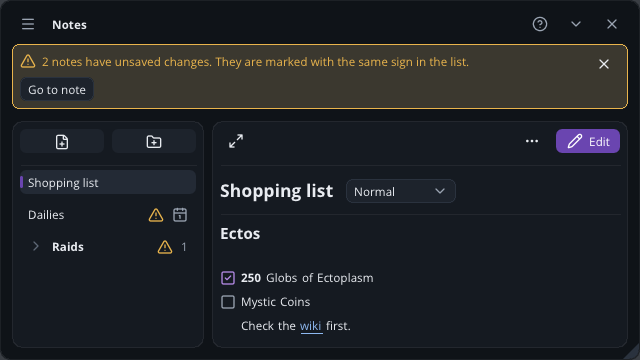 Notes
2 notes have unsaved changes. They are marked with the same sign in the list.
Go to note
Edit
Shopping list
Shopping list
Normal
Dailies
1
Raids
1
Ectos
250 Globs of Ectoplasm
Mystic Coins
Check the wiki first.